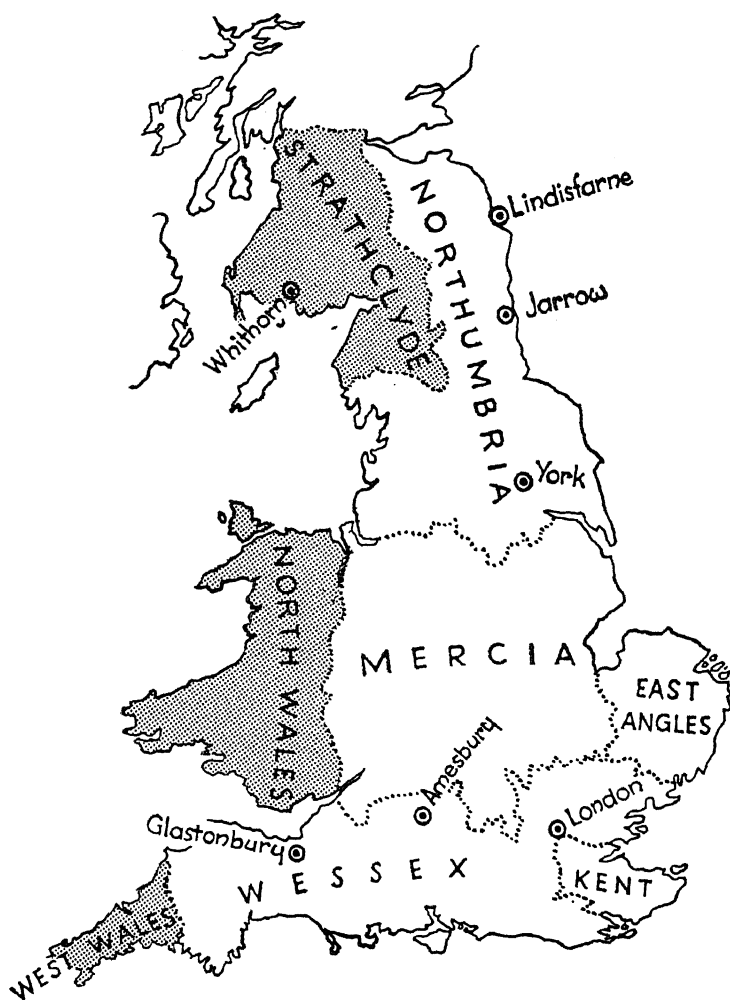 STRATHCLYDE
NORTHUMBRIA
Lindisfarne
Jarrow
Whithorn
York
NORTH WALES
MERCIA
EAST
ANGLES
Amesbury
London
Glastonbury
WESSEX
KENT
WEST WALES